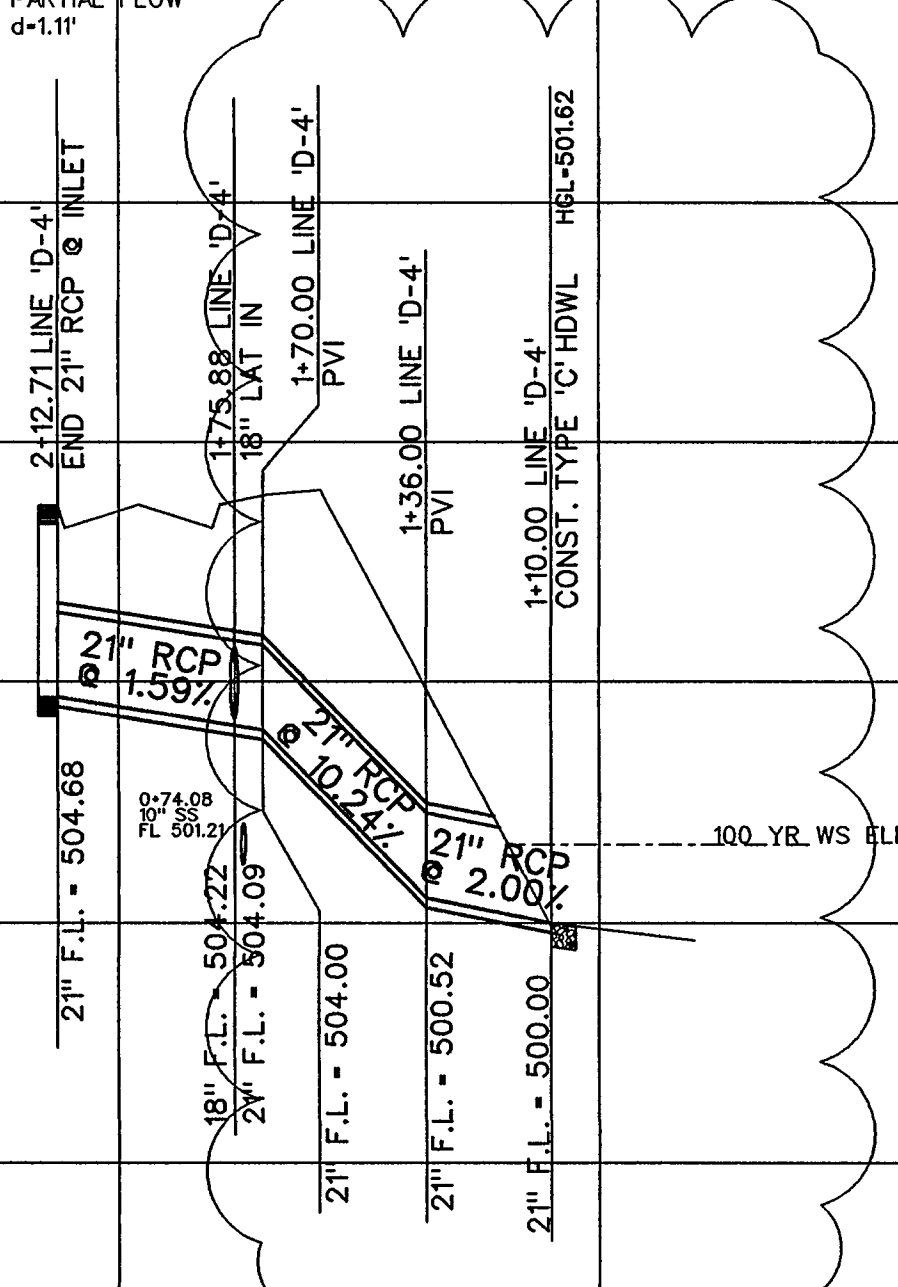 PARTIAL FLOW
d=1.11'
2+12.71 LINE 'D-4'
END 21" RCP @ INLET
1+75.88 LINE 'D-4'
18" LAT IN
1+70.00 LINE 'D-4'
PVI
1+36.00 LINE 'D-4'
PVI
1+10.00 LINE 'D-4'
CONST. TYPE 'C' HDWL HGL=501.62
21" RCP
@ 1.59%
21" RCP
@ 10.24%
21" RCP
@ 2.00%
0+74.08
10" SS
FL 501.21
100 YR WS
21" F.L. = 504.68
18" F.L. = 504.22
21" F.L. = 504.09
21" F.L. = 504.00
21" F.L. = 500.52
21" F.L. = 500.00